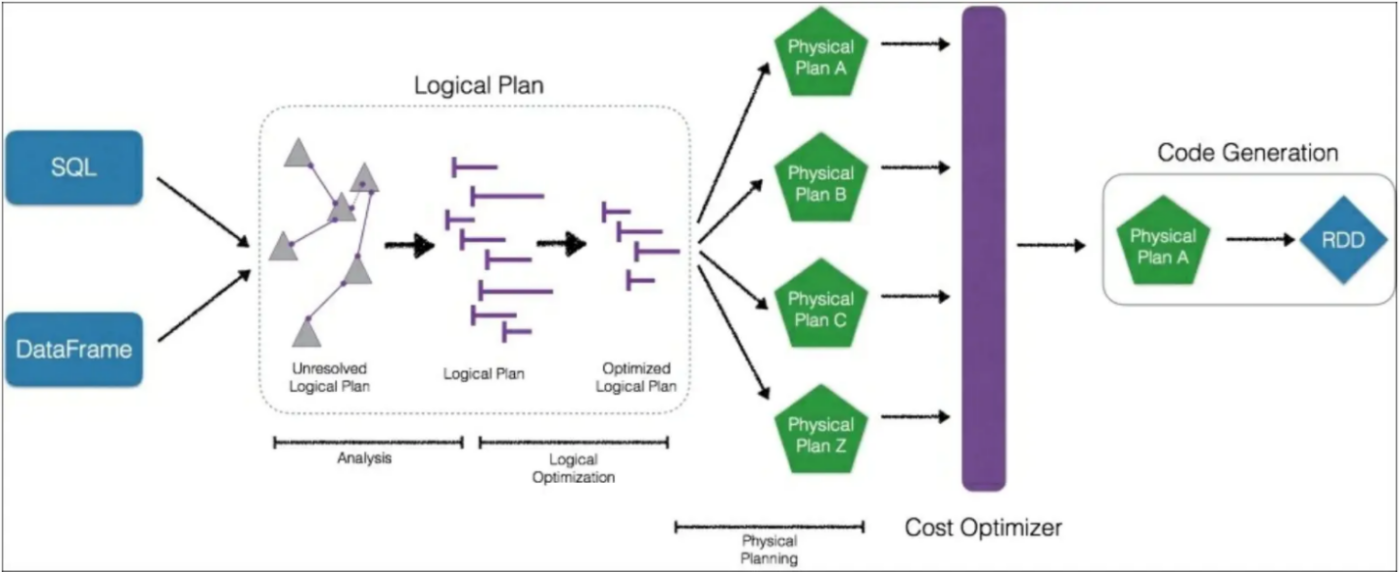 SQL
DataFrame
Logical Plan
Unresolved
Logical Plan
Logical Plan
Optimized
Logical Plan
Analysis
Logical
Optimization
Physical
Plan A
Physical
Plan B
Physical
Plan C
Physical
Plan Z
Physical
Planning
Cost Optimizer
Code Generation
Physical
Plan A
RDD